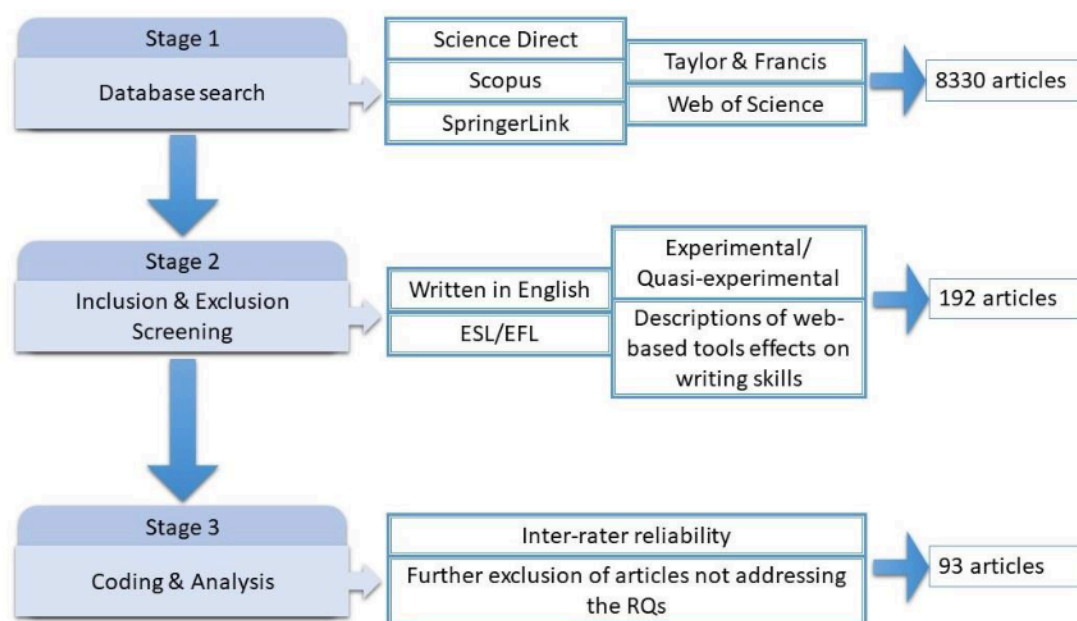 Stage 1
Database search
Science Direct
Scopus
SpringerLink
Taylor & Francis
Web of Science
8330 articles
Stage 2
Inclusion & Exclusion
Screening
Written in English
ESL/EFL
Experimental/
Quasi-experimental
Descriptions of web-
based tools effects on
writing skills
192 articles
Stage 3
Coding & Analysis
Inter-rater reliability
Further exclusion of articles not addressing
the RQs
93 articles